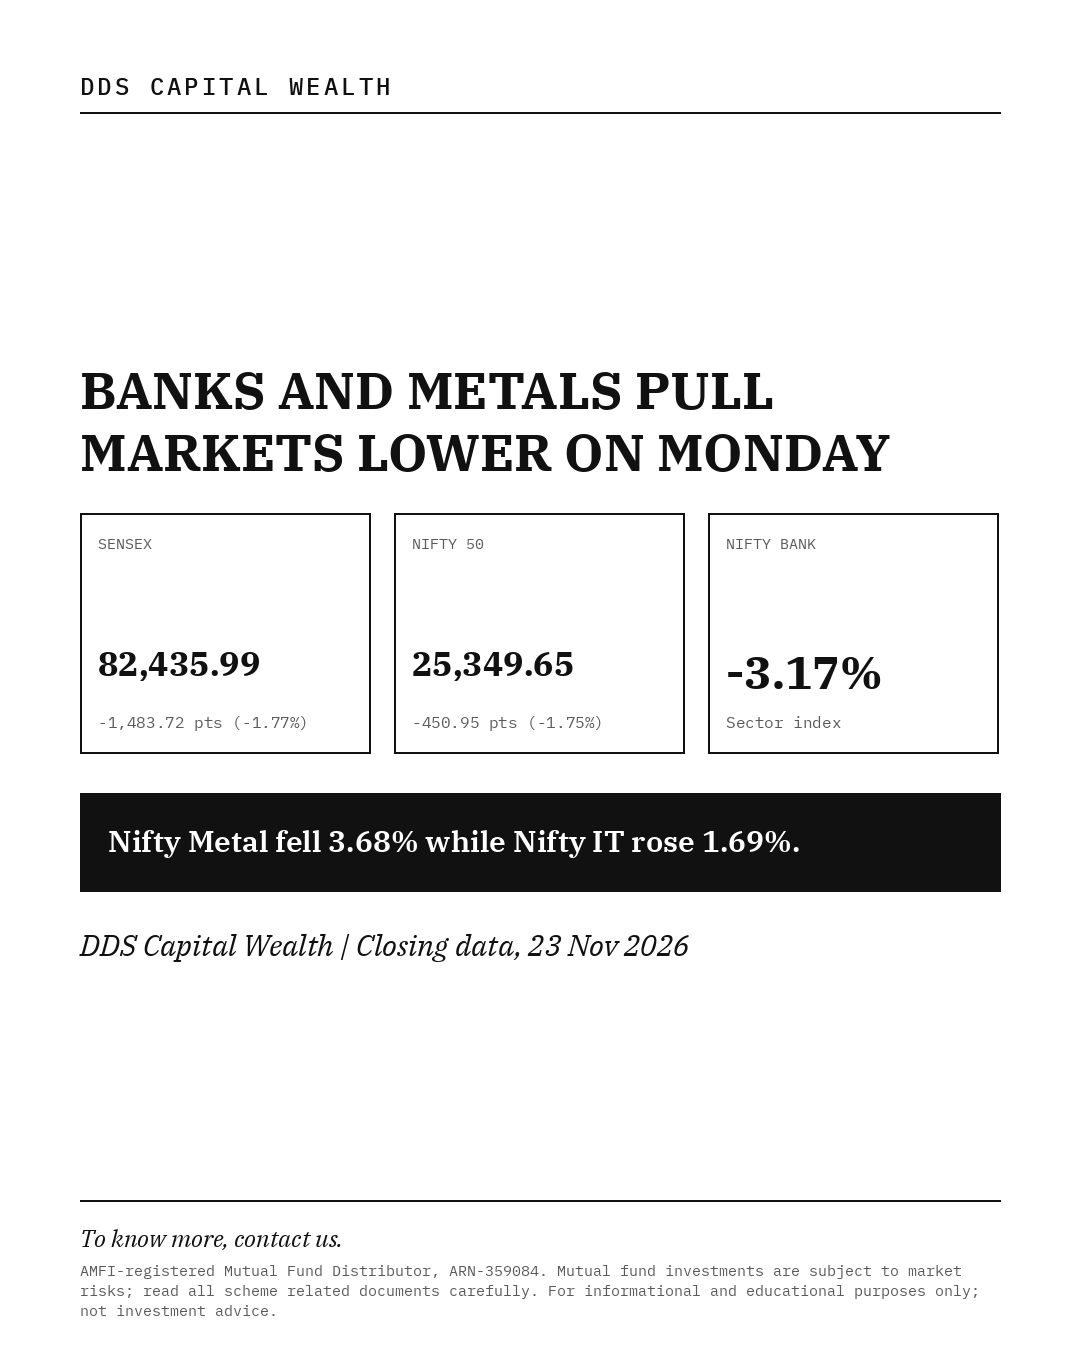 DDS CAPITAL WEALTH
BANKS AND METALS PULL
MARKETS LOWER ON MONDAY
SENSEX
82,435.99
-1,483.72 pts (-1.77%)
NIFTY 50
25,349.65
-450.95 pts (-1.75%)
NIFTY BANK
-3.17%
Sector index
Nifty Metal fell 3.68% while Nifty IT rose 1.69%.
DDS Capital Wealth | Closing data, 23 Nov 2026
To know more, contact us.
AMFI-registered Mutual Fund Distributor, ARN-359084. Mutual fund investments are subject to market
risks; read all scheme related documents carefully. For informational and educational purposes only;
not investment advice.